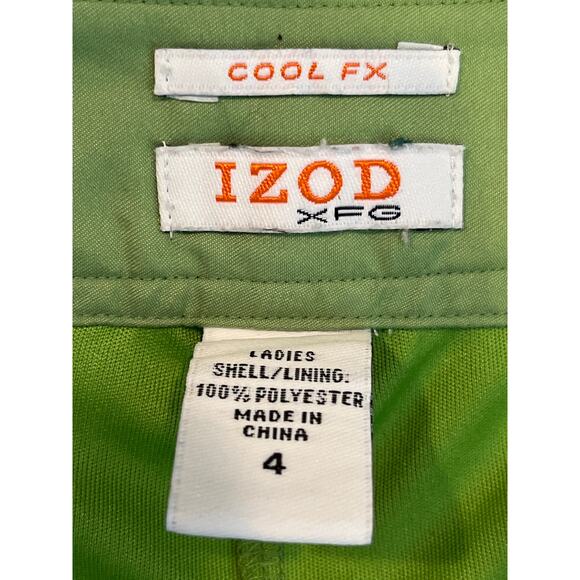 COOL FX
IZOD
XFG
LADIES
SHELL/LINING:
100% POLYESTER
MADE IN
CHINA
4